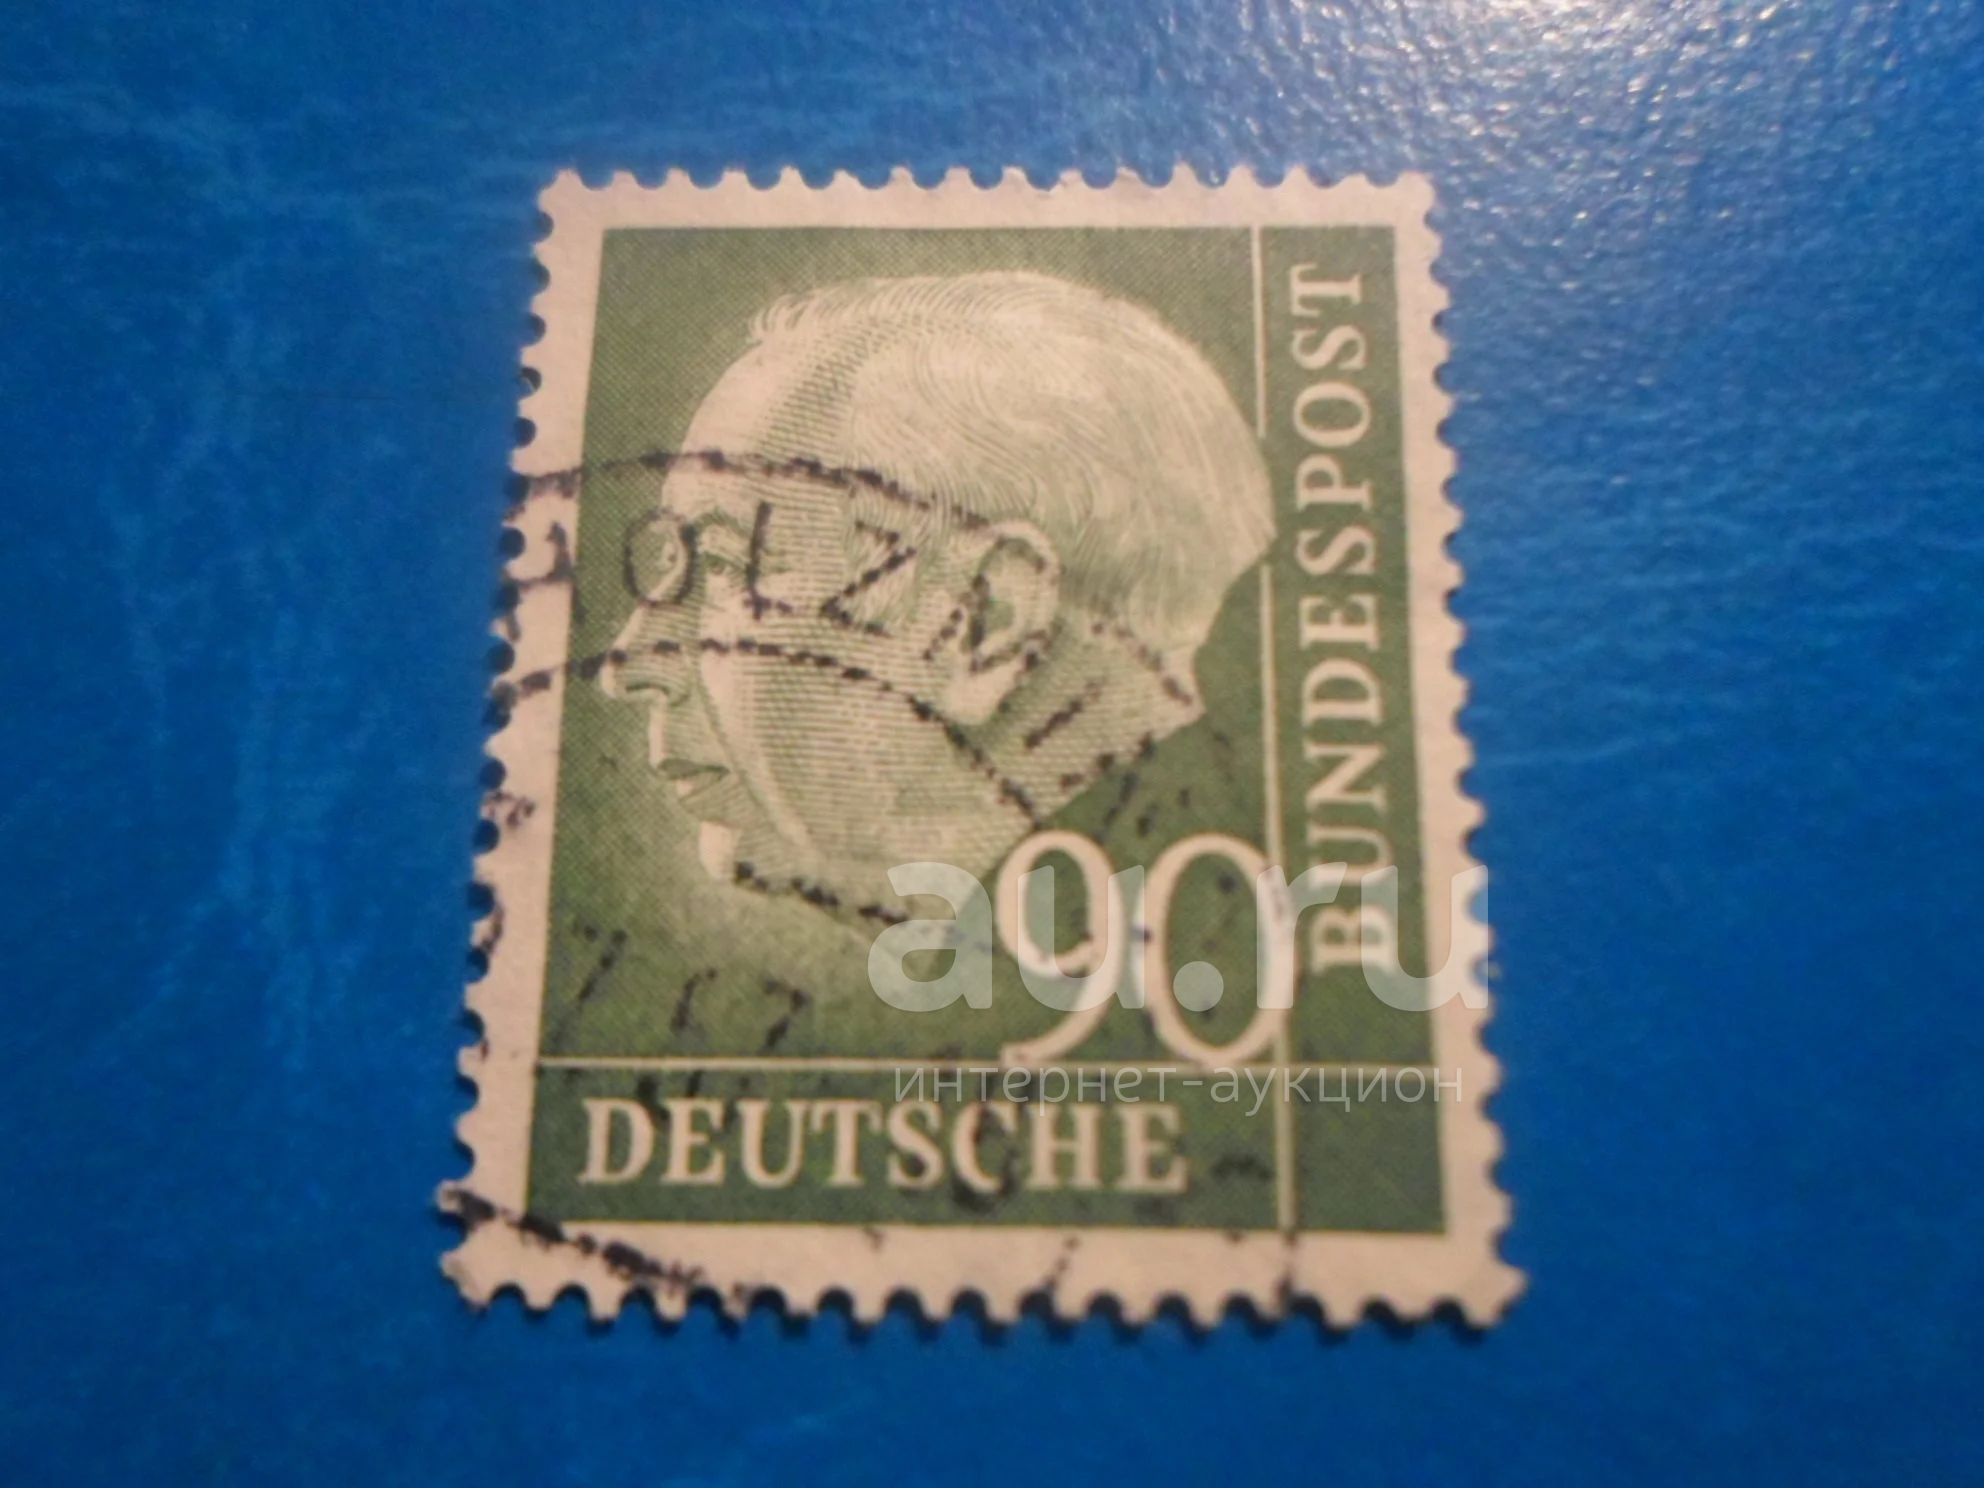 BUNDESPOST
90
DEUTSCHE
au.ru
интернет-аукцион